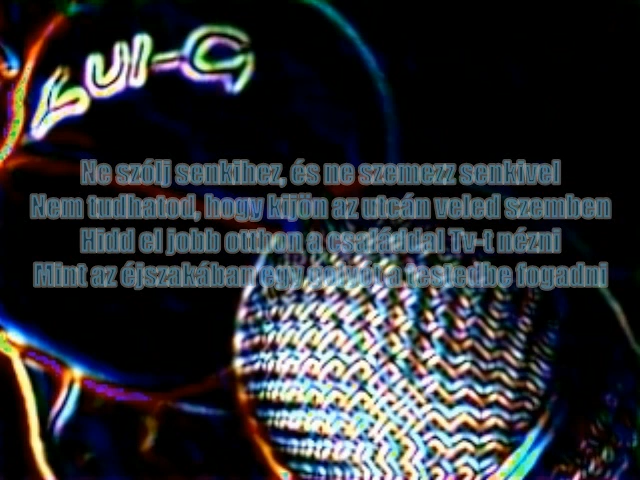 Lui-G
Ne szólj senkihez, és ne szemezz senkivel
Nem tudhatod, hogy kijön az utcán veled szemben
Hidd el jobb otthon a családdal Tv-t nézni
Mint az éjszakában egy golyót a testedbe fogadni